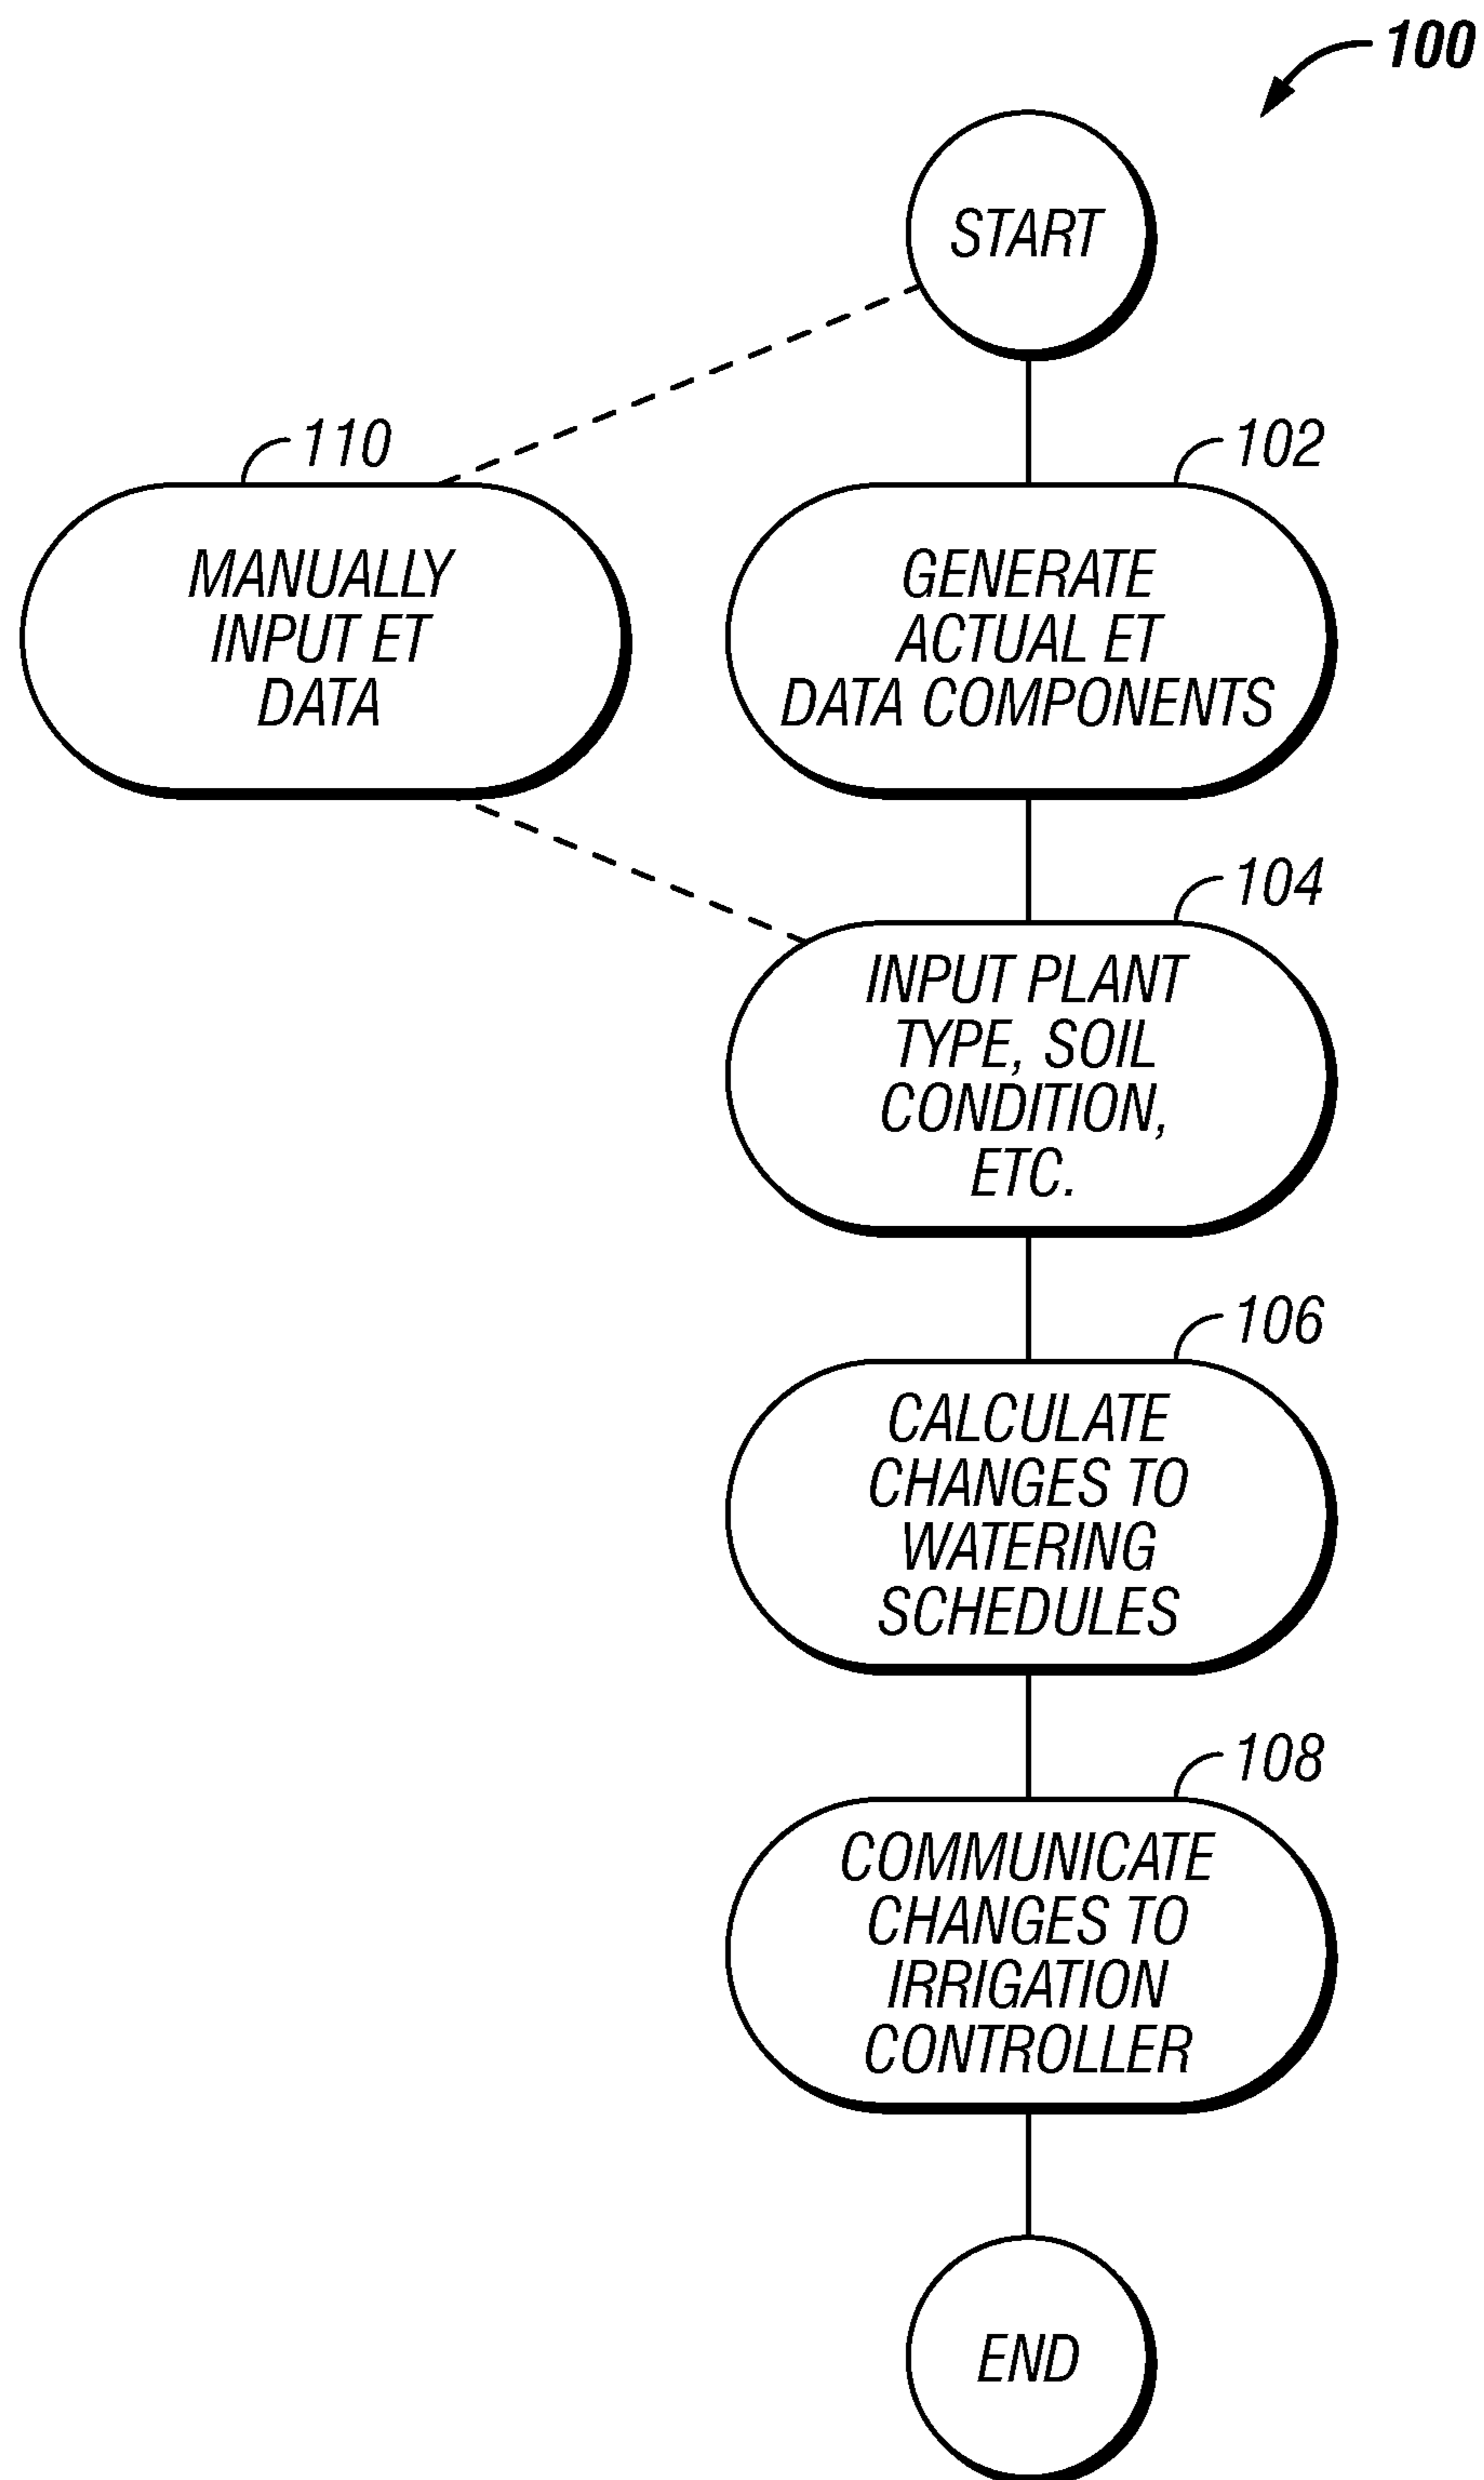 100
START
110
MANUALLY
INPUT ET
DATA
102
GENERATE
ACTUAL ET
DATA COMPONENTS
104
INPUT PLANT
TYPE, SOIL
CONDITION,
ETC.
106
CALCULATE
CHANGES TO
WATERING
SCHEDULES
108
COMMUNICATE
CHANGES TO
IRRIGATION
CONTROLLER
END